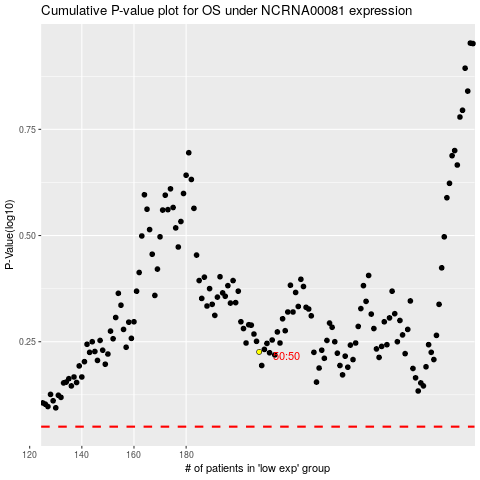 Cumulative P-value plot for OS under NCRNA00081 expression
P-Value(log10)
0.75
0.50
0.25
50:50
120 140 160 180
# of patients in 'low exp' group